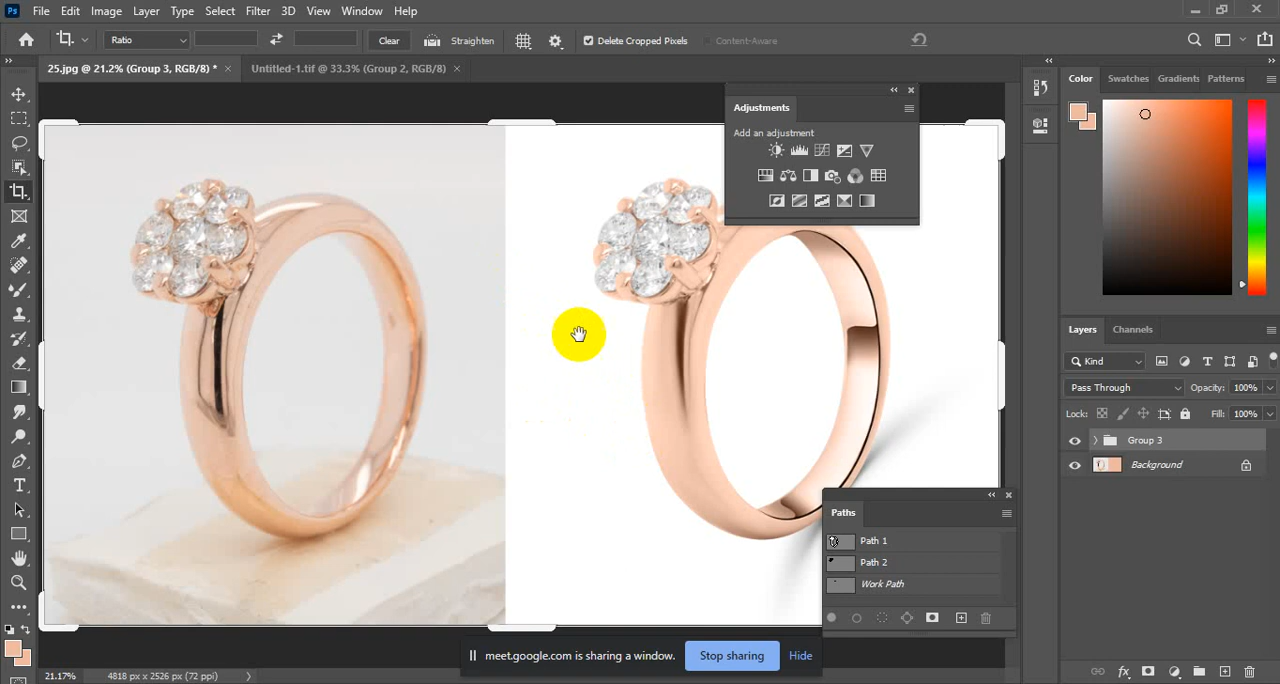 Ps File Edit Image Layer Type Select Filter 3D View Window Help
Ratio Clear Straighten Delete Cropped Pixels Content-Aware
25.jpg @ 21.2% (Group 3, RGB/8) * × Untitled-1.tif @ 33.3% (Group 2, RGB/8) ×
Adjustments
Add an adjustment
Color Swatches Gradients Patterns
Layers Channels
Kind
Pass Through Opacity: 100%
Lock: Fill: 100%
Group 3
Background
Paths
Path 1
Path 2
Work Path
meet.google.com is sharing a window. Stop sharing Hide
21.17% 4818 px x 2526 px (72 ppi)